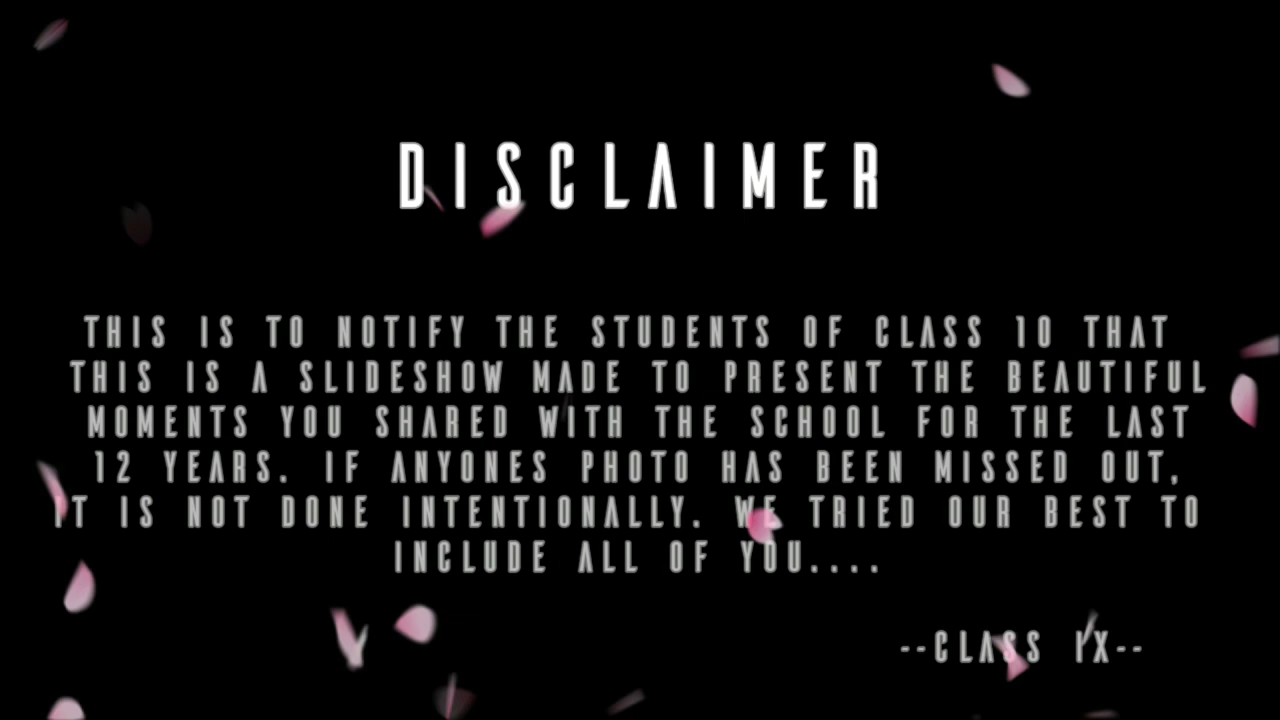 DISCLAIMER
THIS IS TO NOTIFY THE STUDENTS OF CLASS 10 THAT
THIS IS A SLIDESHOW MADE TO PRESENT THE BEAUTIFUL
MOMENTS YOU SHARED WITH THE SCHOOL FOR THE LAST
12 YEARS. IF ANYONES PHOTO HAS BEEN MISSED OUT,
IT IS NOT DONE INTENTIONALLY. WE TRIED OUR BEST TO
INCLUDE ALL OF YOU....
--CLASS IX--